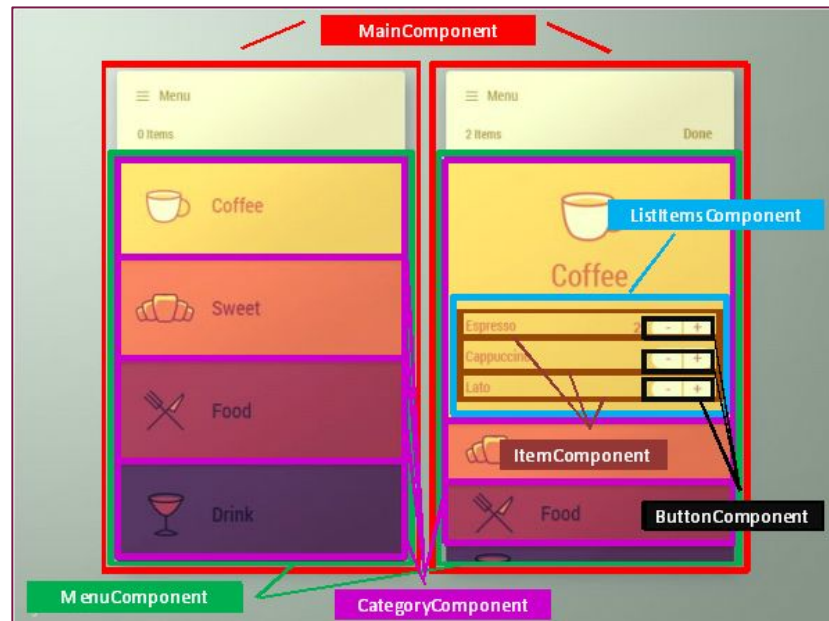 MainComponent
Menu
0 Items
Coffee
Sweet
Food
Drink
Menu
2 Items Done
ListItemsComponent
Coffee
Espresso 2 - +
Cappuccino - +
Lato - +
ItemComponent
Food
ButtonComponent
MenuComponent
CategoryComponent